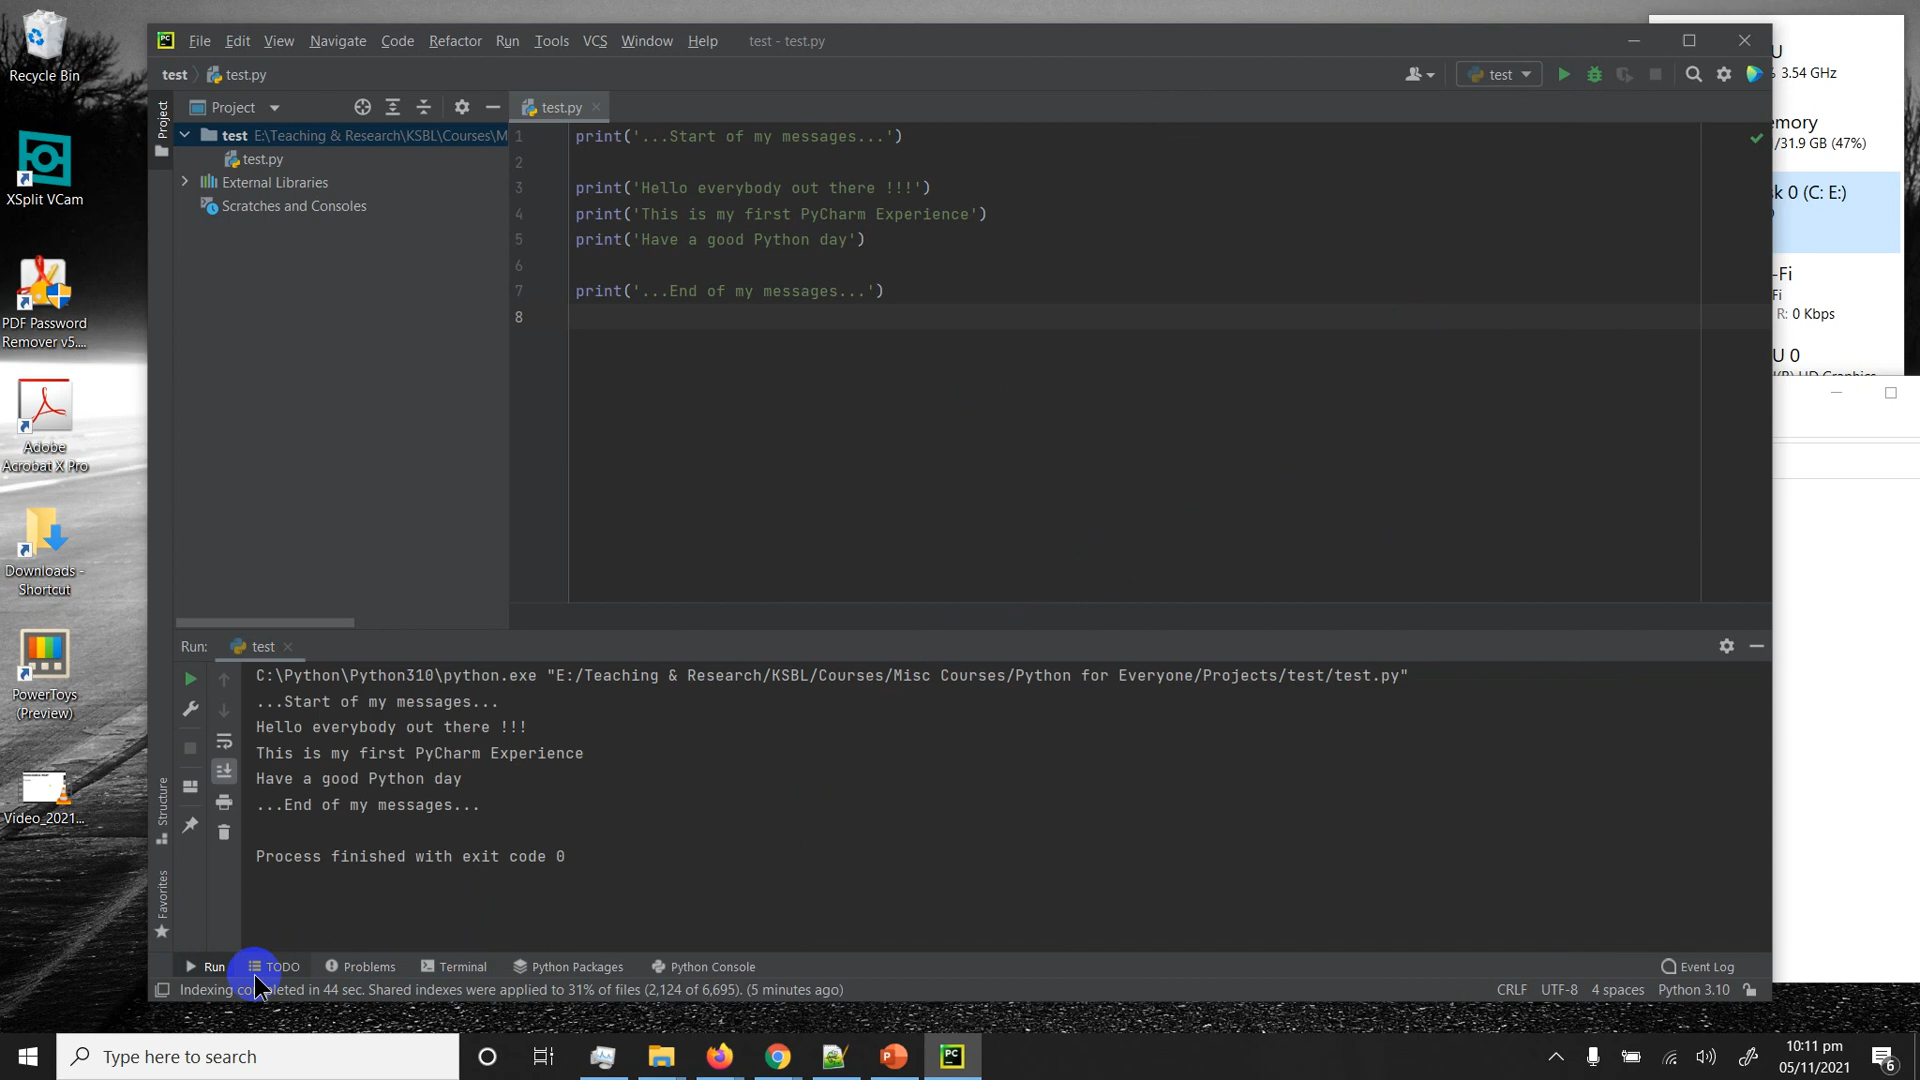 Recycle Bin
XSplit VCam
PDF Password
Remover v5....
Adobe
Acrobat X Pro
Downloads -
Shortcut
PowerToys
(Preview)
Video_2021...
PC File Edit View Navigate Code Refactor Run Tools VCS Window Help test - test.py
test test.py
test
Project
Project
test.py
test E:\Teaching & Research\KSBL\Courses\M
test.py
External Libraries
Scratches and Consoles
1 print('...Start of my messages...')
2
3 print('Hello everybody out there !!!')
4 print('This is my first PyCharm Experience')
5 print('Have a good Python day')
6
7 print('...End of my messages...')
8
U
3.54 GHz
emory
/31.9 GB (47%)
sk 0 (C: E:)
-Fi
Fi
R: 0 Kbps
U 0
Structure
Favorites
Run: test
C:\Python\Python310\python.exe "E:/Teaching & Research/KSBL/Courses/Misc Courses/Python for Everyone/Projects/test/test.py"
...Start of my messages...
Hello everybody out there !!!
This is my first PyCharm Experience
Have a good Python day
...End of my messages...
Process finished with exit code 0
Run TODO Problems Terminal Python Packages Python Console Event Log
Indexing completed in 44 sec. Shared indexes were applied to 31% of files (2,124 of 6,695). (5 minutes ago) CRLF UTF-8 4 spaces Python 3.10
Type here to search
PC
10:11 pm
05/11/2021
6